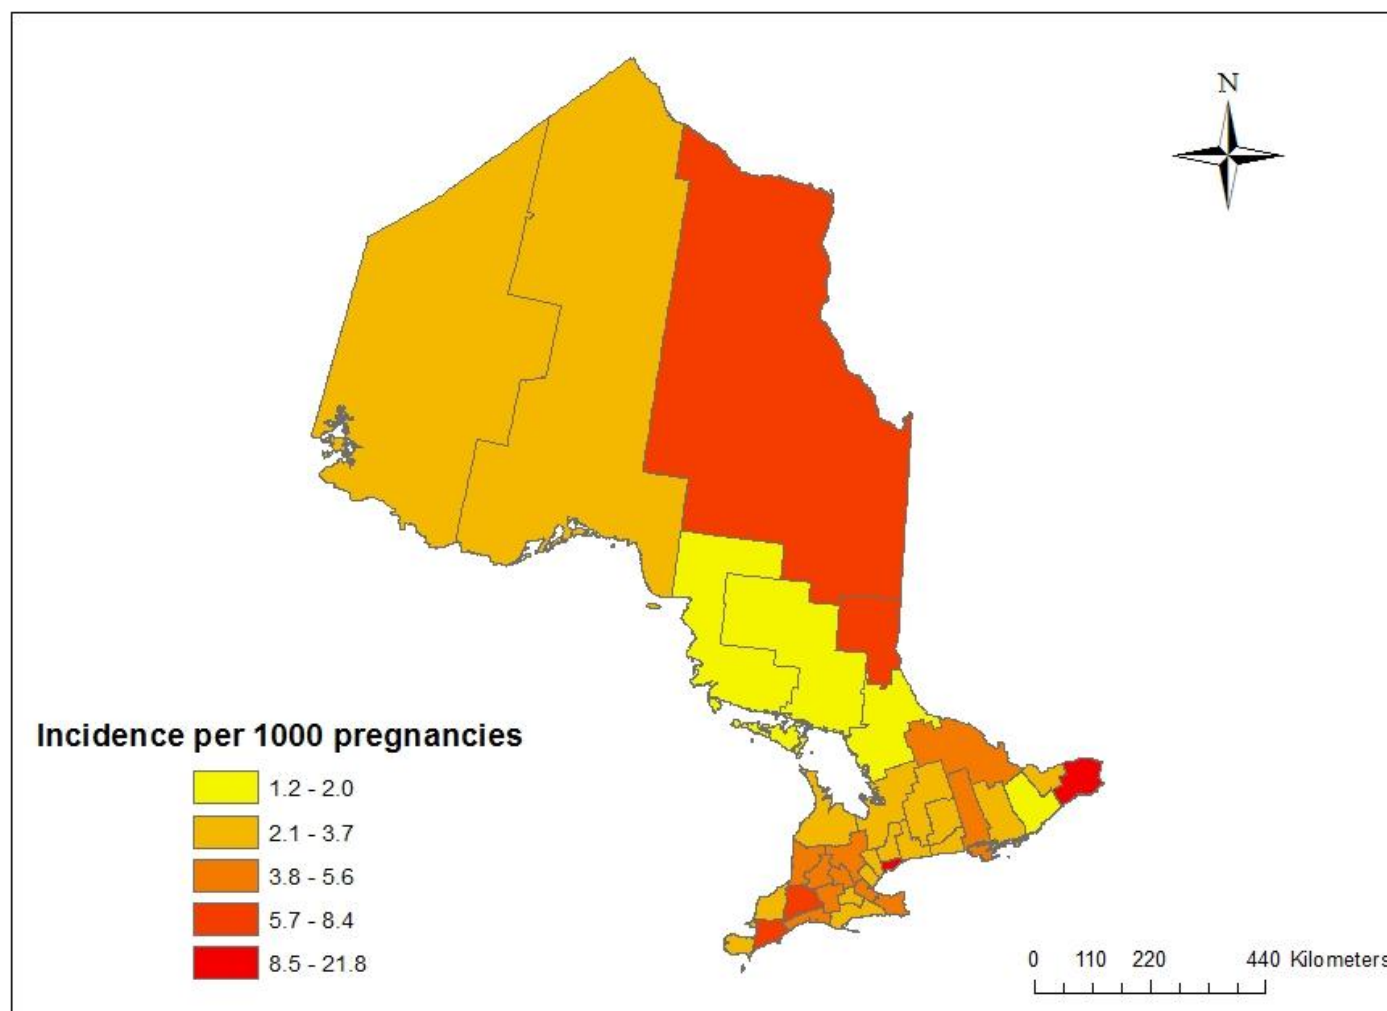 N
Incidence per 1000 pregnancies
1.2 - 2.0
2.1 - 3.7
3.8 - 5.6
5.7 - 8.4
8.5 - 21.8
0 110 220 440 Kilometers